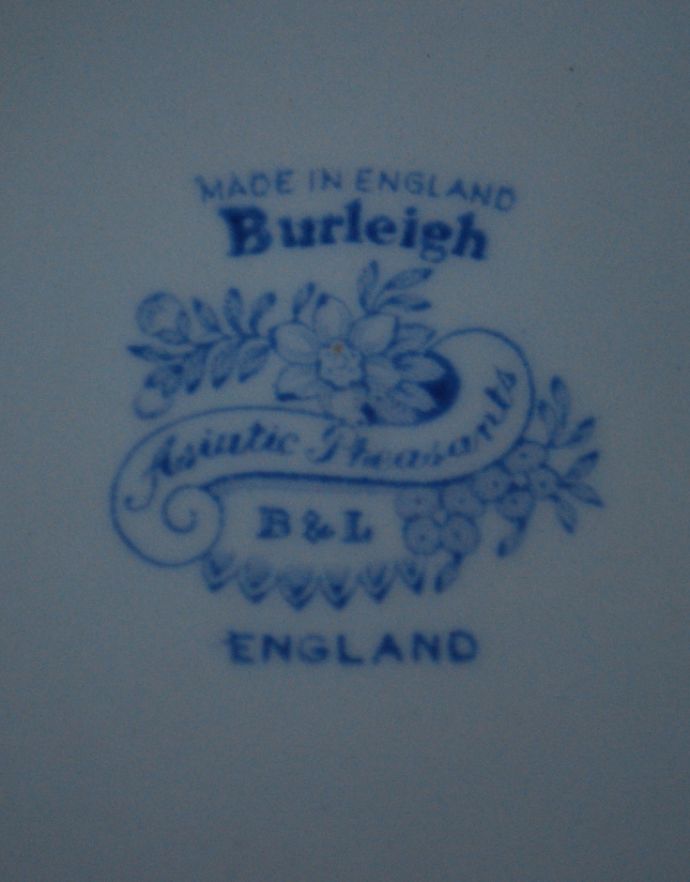 MADE IN ENGLAND
Burleigh
Asiatic Pheasants
B & L
ENGLAND